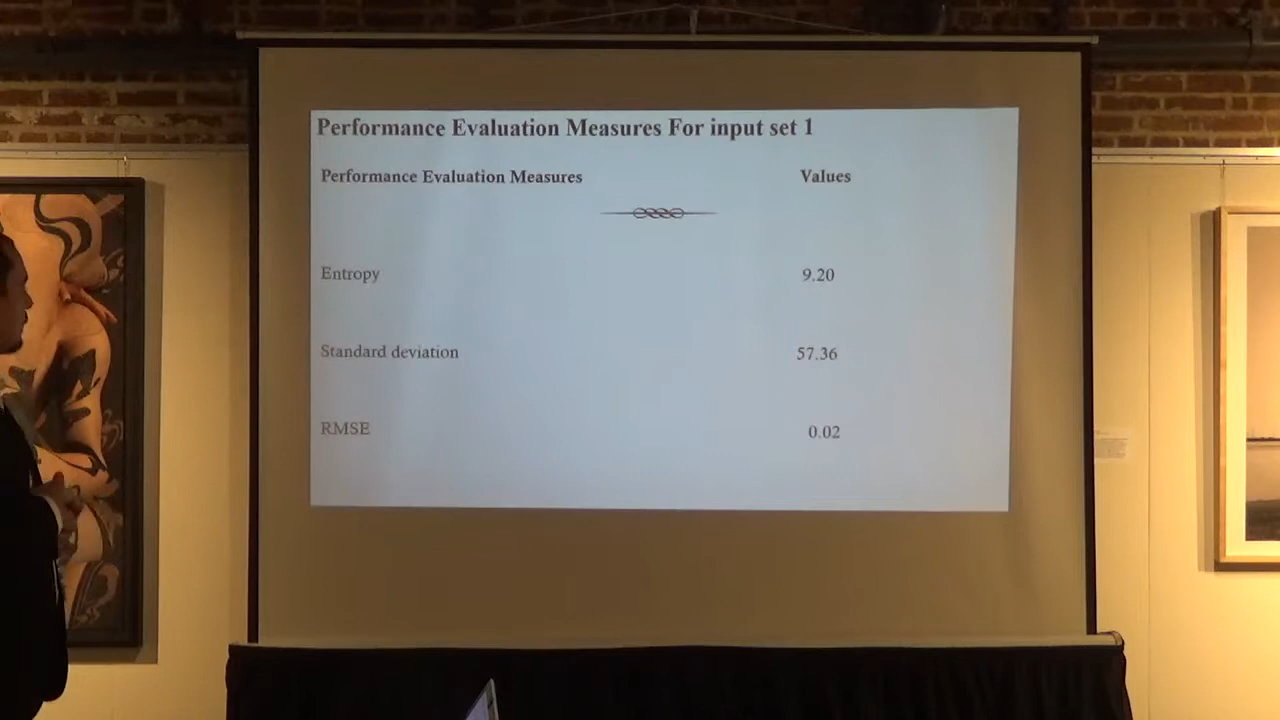 Performance Evaluation Measures For input set 1
Performance Evaluation Measures Values
Entropy 9.20
Standard deviation 57.36
RMSE 0.02